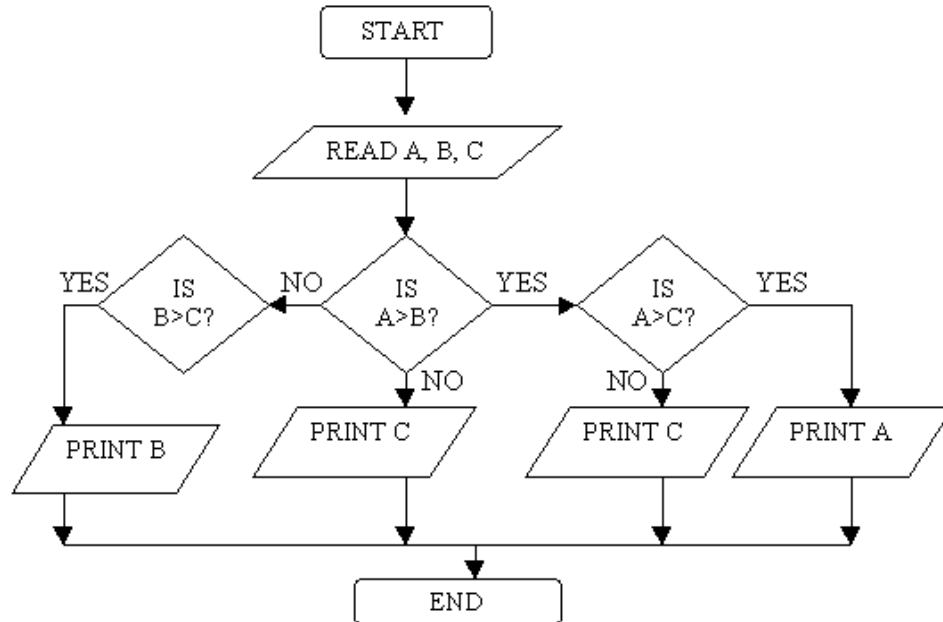 START
READ A, B, C
YES
IS
B>C?
NO
IS
A>B?
YES
IS
A>C?
YES
NO
NO
PRINT B
PRINT C
PRINT C
PRINT A
END